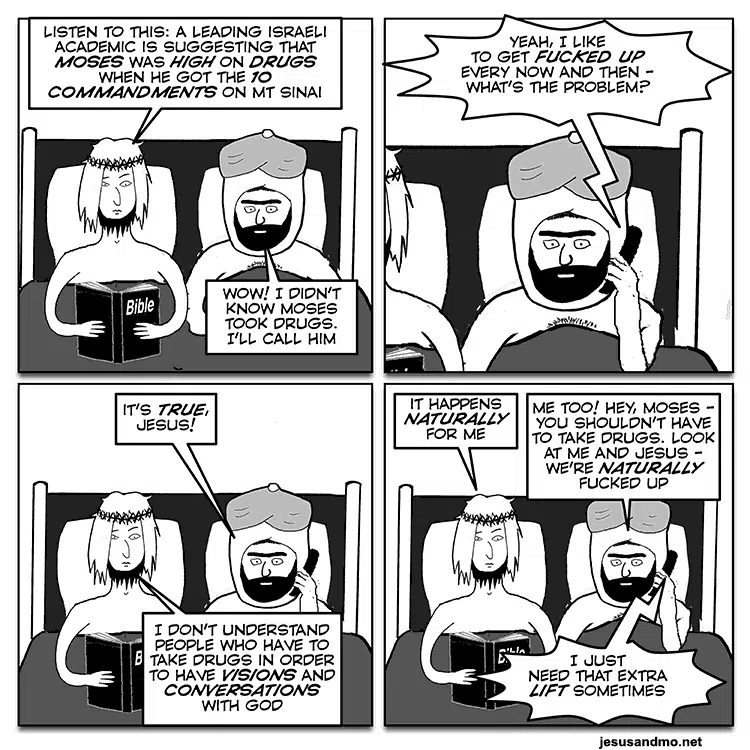 LISTEN TO THIS: A LEADING ISRAELI
ACADEMIC IS SUGGESTING THAT
MOSES WAS HIGH ON DRUGS
WHEN HE GOT THE 10
COMMANDMENTS ON MT SINAI
Bible
WOW! I DIDN'T
KNOW MOSES
TOOK DRUGS.
I'LL CALL HIM
YEAH, I LIKE
TO GET FUCKED UP
EVERY NOW AND THEN -
WHAT'S THE PROBLEM?
IT'S TRUE,
JESUS!
B
I DON'T UNDERSTAND
PEOPLE WHO HAVE TO
TAKE DRUGS IN ORDER
TO HAVE VISIONS AND
CONVERSATIONS
WITH GOD
IT HAPPENS
NATURALLY
FOR ME
ME TOO! HEY, MOSES -
YOU SHOULDN'T HAVE
TO TAKE DRUGS. LOOK
AT ME AND JESUS -
WE'RE NATURALLY
FUCKED UP
Bible
I JUST
NEED THAT EXTRA
LIFT SOMETIMES
jesusandmo.net